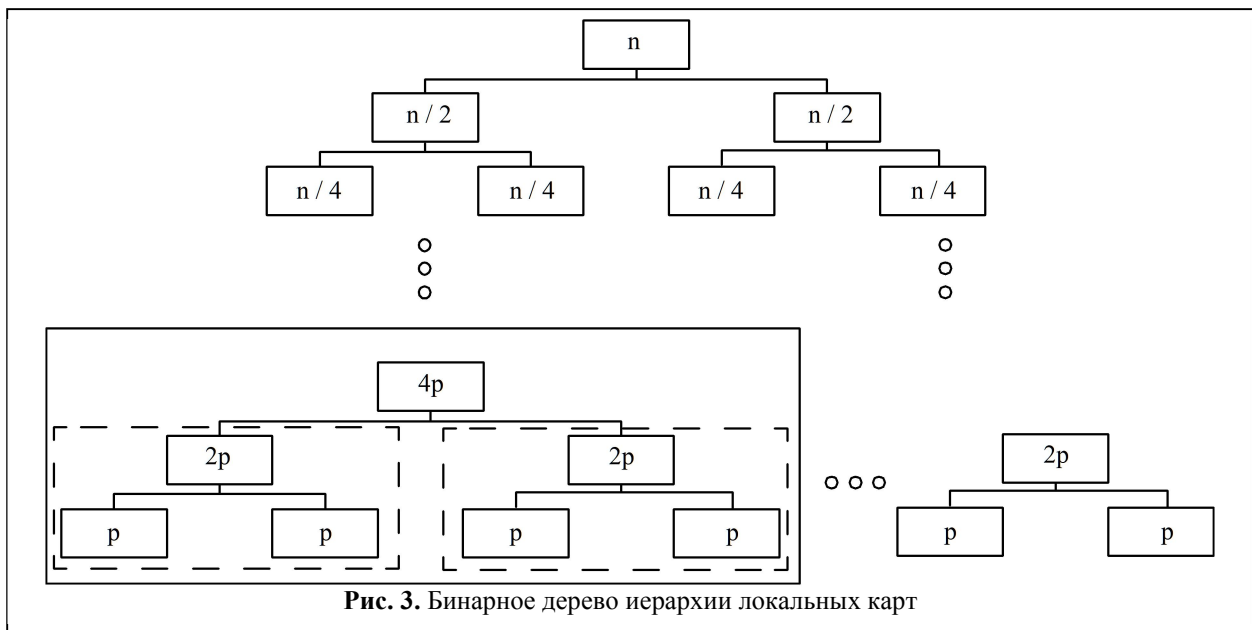 n
n / 2 n / 2
n / 4 n / 4 n / 4 n / 4
4p
2p 2p 2p
p p p p p p
Рис. 3. Бинарное дерево иерархии локальных карт